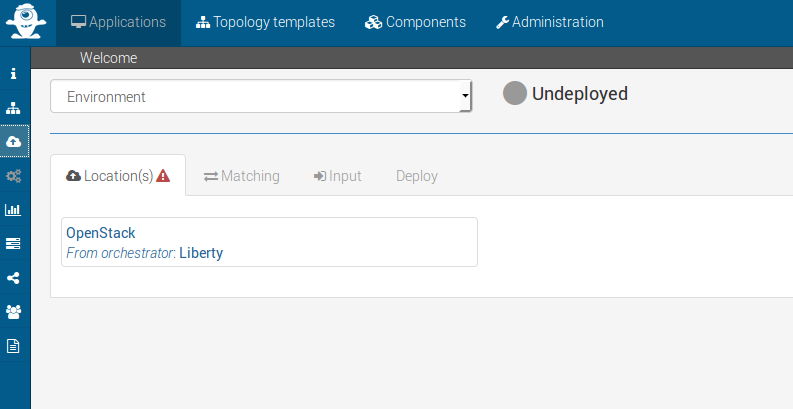 Applications Topology templates Components Administration
Welcome
Environment Undeployed
Location(s) Matching Input Deploy
OpenStack
From orchestrator: Liberty